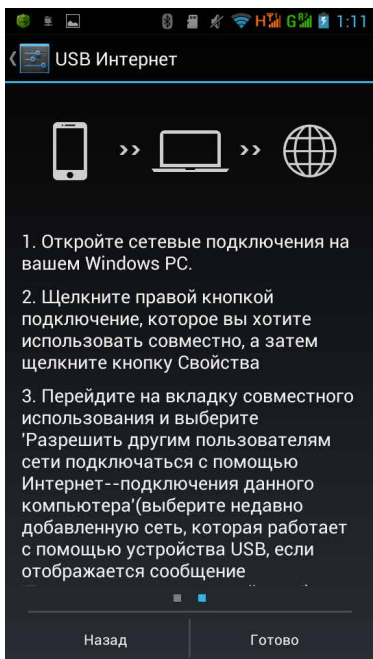 H G 1:11
USB Интернет
1. Откройте сетевые подключения на
вашем Windows PC.
2. Щелкните правой кнопкой
подключение, которое вы хотите
использовать совместно, а затем
щелкните кнопку Свойства
3. Перейдите на вкладку совместного
использования и выберите
'Разрешить другим пользователям
сети подключаться с помощью
Интернет--подключения данного
компьютера'(выберите недавно
добавленную сеть, которая работает
с помощью устройства USB, если
отображается сообщение
Назад Готово